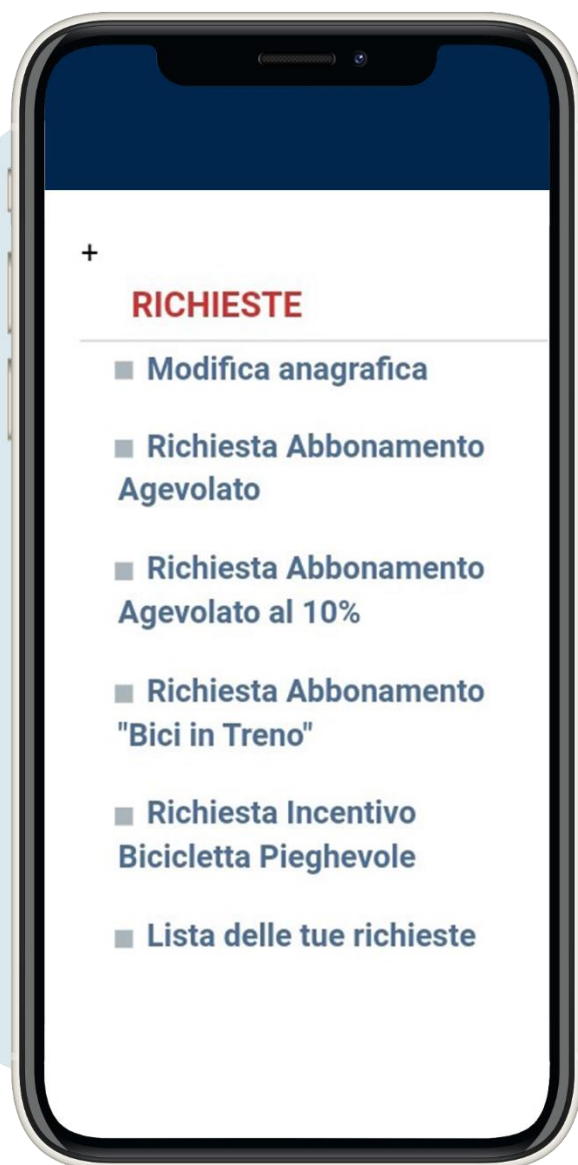 +
RICHIESTE
Modifica anagrafica
Richiesta Abbonamento
Agevolato
Richiesta Abbonamento
Agevolato al 10%
Richiesta Abbonamento
"Bici in Treno"
Richiesta Incentivo
Bicicletta Pieghevole
Lista delle tue richieste